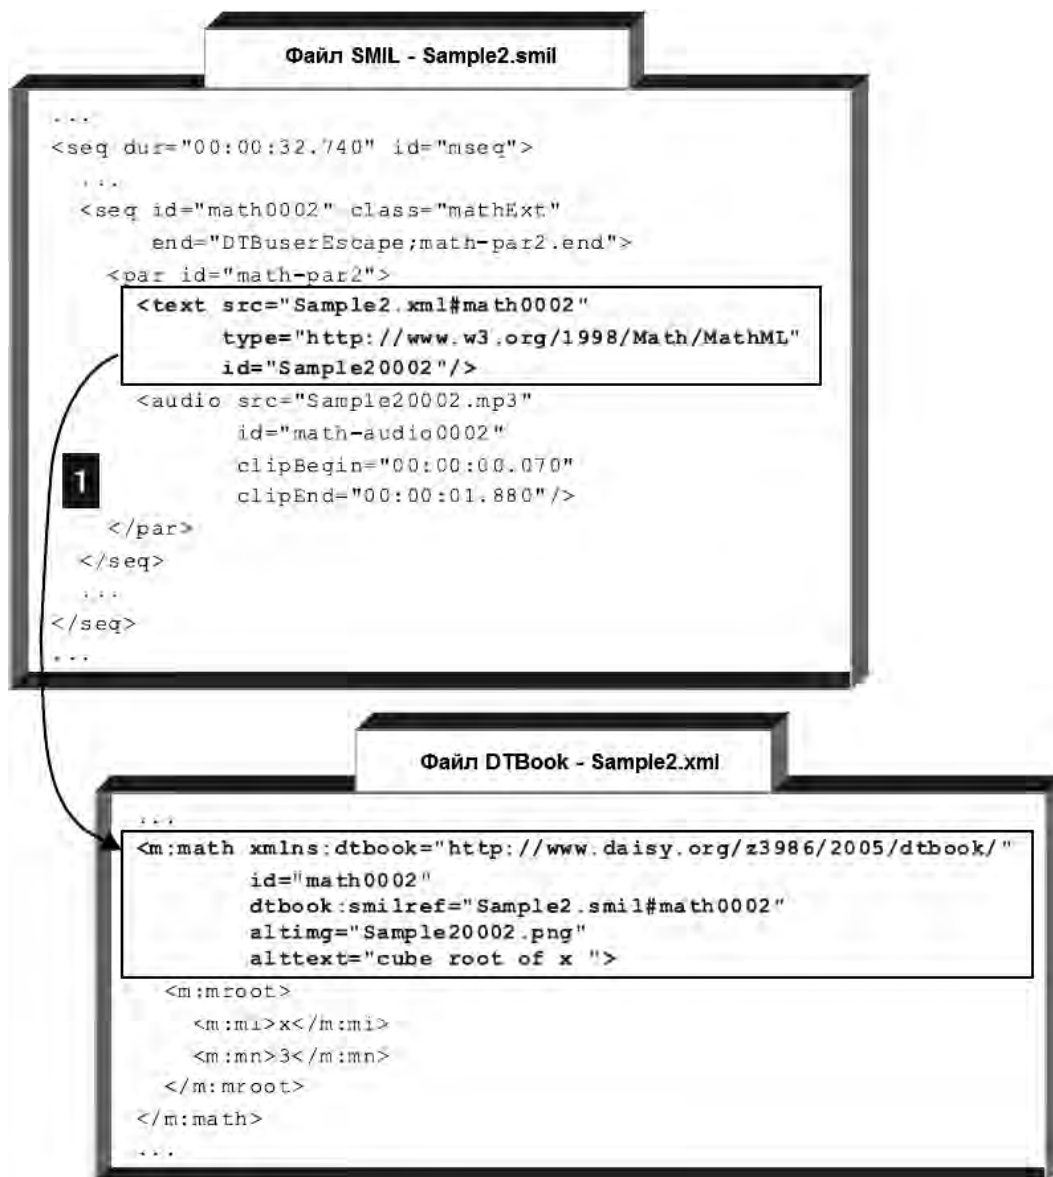 Файл SMIL - Sample2.smil
...
<seq dur="00:00:32.740" id="mseq">
...
<seq id="math0002" class="mathExt"
end="DTBuserEscape;math-par2.end">
<par id="math-par2">
<text src="Sample2.xml#math0002"
type="http://www.w3.org/1998/Math/MathML"
id="Sample20002"/>
<audio src="Sample20002.mp3"
id="math-audio0002"
clipBegin="00:00:00.070"
1
clipEnd="00:00:01.880"/>
</par>
</seq>
...
</seq>
...
Файл DTBook - Sample2.xml
...
<m:math xmlns:dtbook="http://www.daisy.org/z3986/2005/dtbook/"
id="math0002"
dtbook:smilref="Sample2.smil#math0002"
altimg="Sample20002.png"
alttext="cube root of x ">
<m:mroot>
<m:mi>x</m:mi>
<m:mn>3</m:mn>
</m:mroot>
</m:math>
...